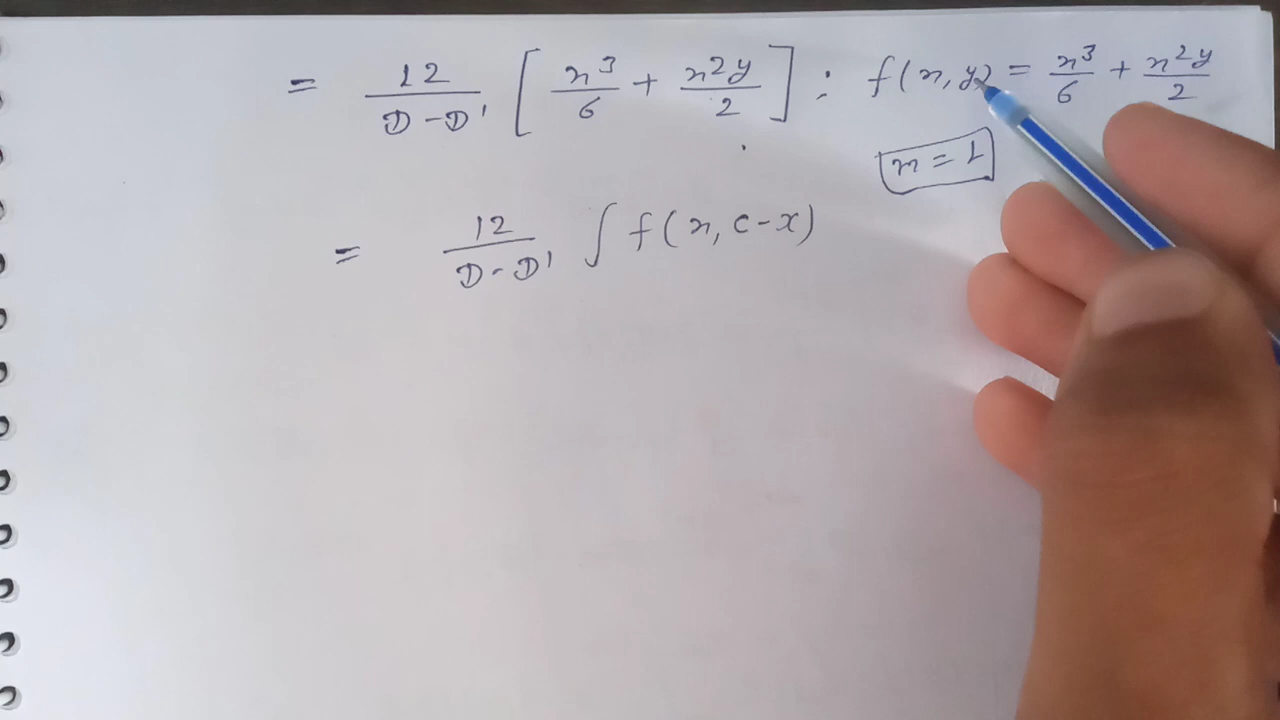 = 12/(D-D') [x³/6 + x²y/2] : f(x,y) = x³/6 + x²y/2
m = 1
= 12/(D-D') ∫ f(x, c-x)